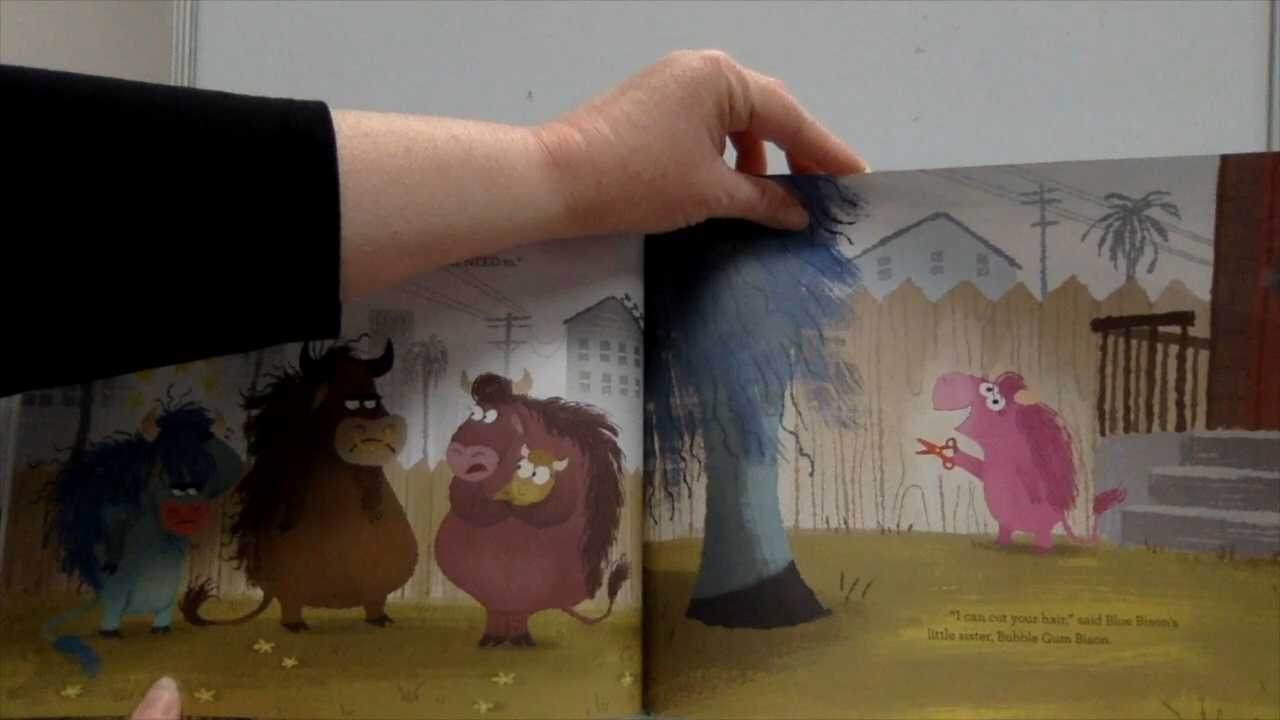 NEED to."
"I can cut your hair," said Blue Bison's
little sister, Bubble Gum Bison.